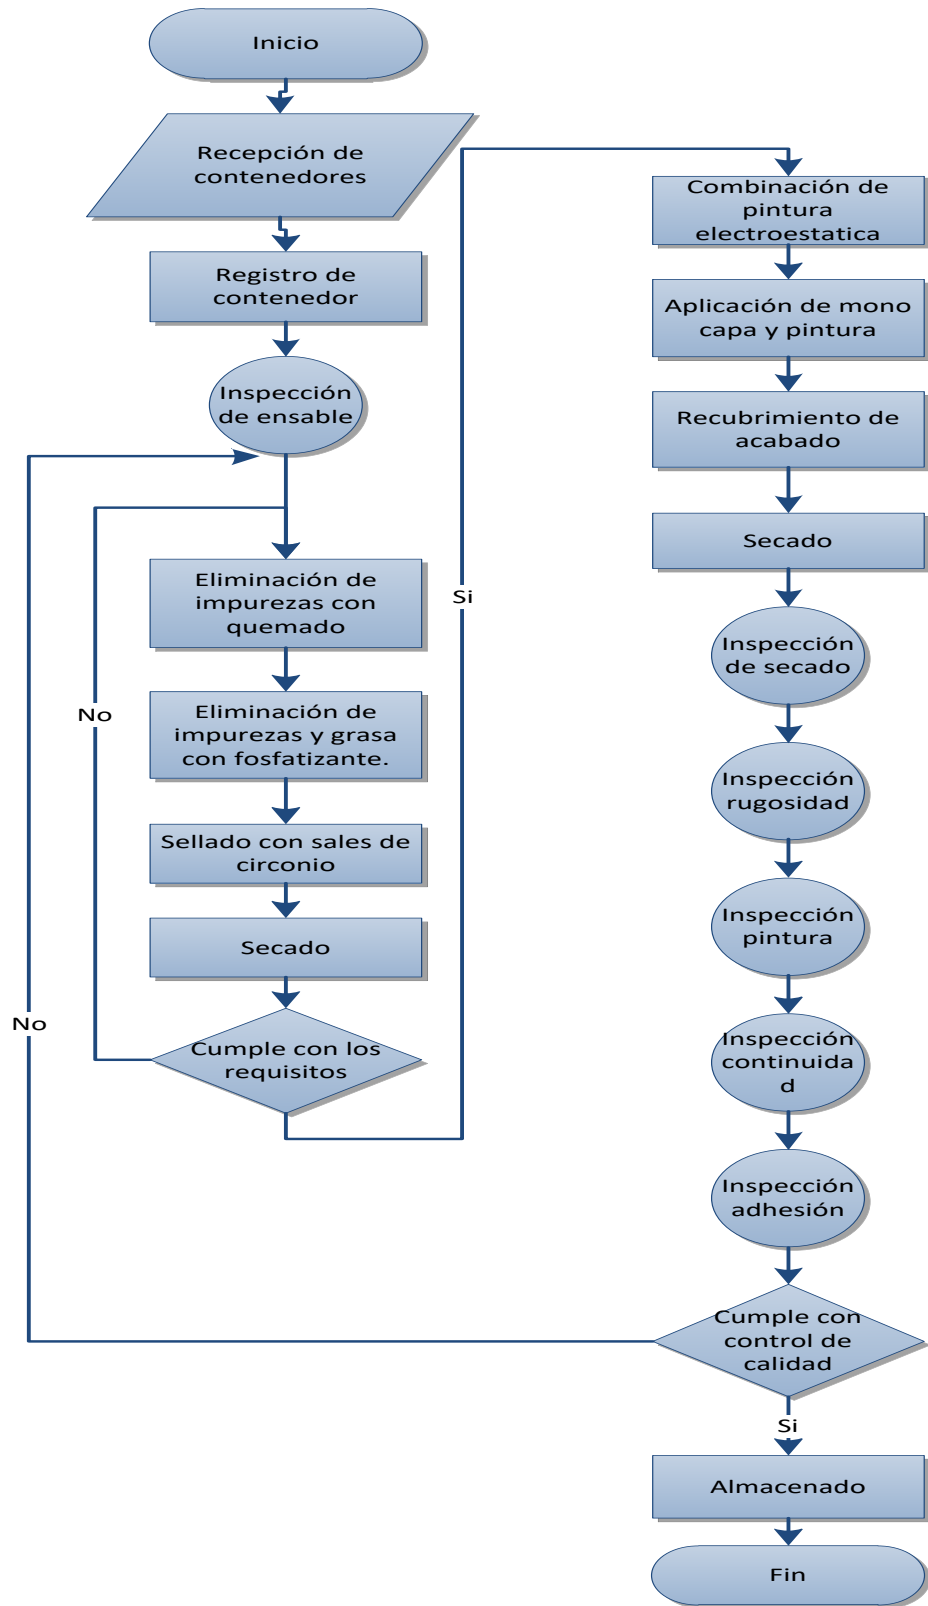 Inicio
Recepción de
contenedores
Registro de
contenedor
Inspección
de ensable
Eliminación de
impurezas con
quemado
No
Eliminación de
impurezas y grasa
con fosfatizante.
Sellado con sales de
circonio
Secado
No
Cumple con los
requisitos
Si
Combinación de
pintura
electroestatica
Aplicación de mono
capa y pintura
Recubrimiento de
acabado
Secado
Inspección
de secado
Inspección
rugosidad
Inspección
pintura
Inspección
continuida
d
Inspección
adhesión
Cumple con
control de
calidad
Si
Almacenado
Fin